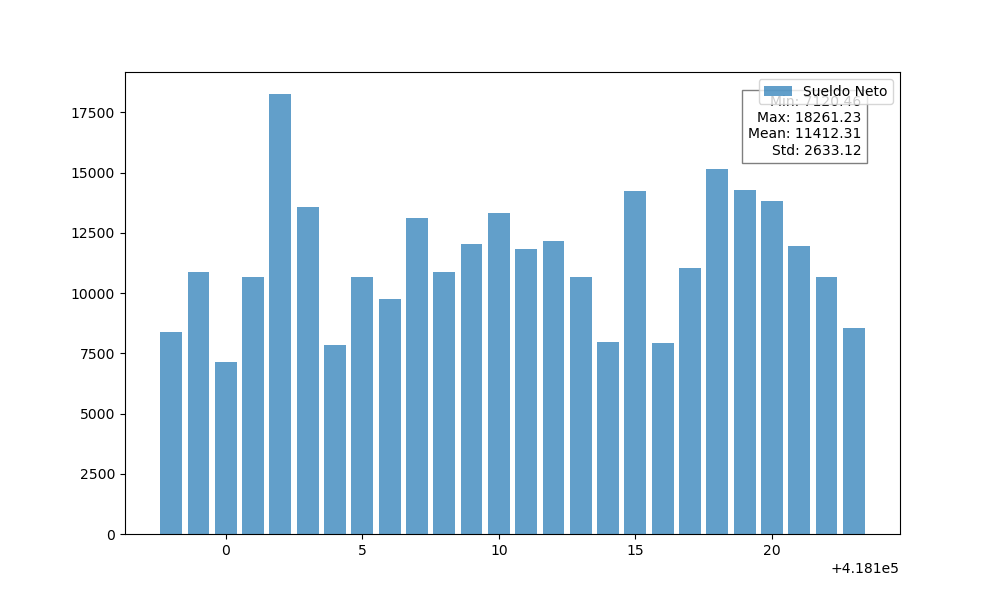 17500
15000
12500
10000
7500
5000
2500
0
Sueldo Neto
Min: 7120.46
Max: 18261.23
Mean: 11412.31
Std: 2633.12
0 5 10 15 20
+4.181e5